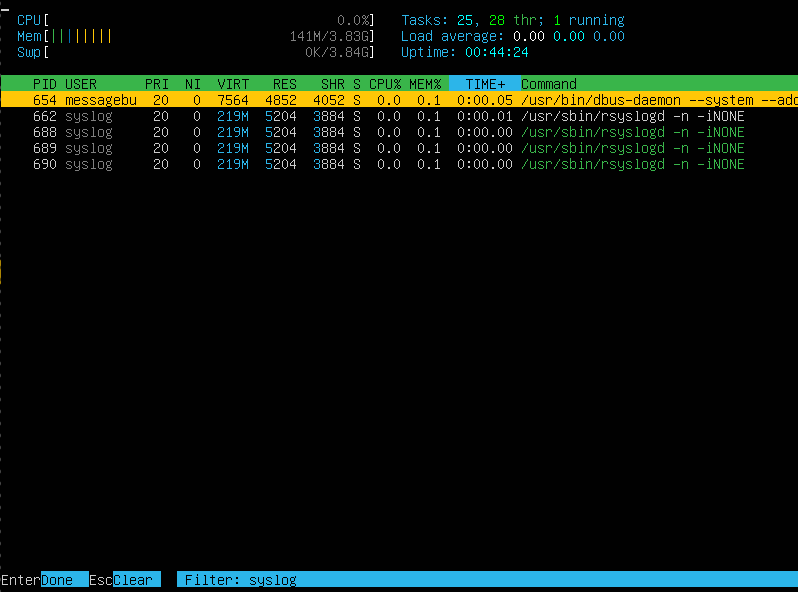 CPU[ 0.0%] Tasks: 25, 28 thr; 1 running
Mem[|||||||| 141M/3.83G] Load average: 0.00 0.00 0.00
Swp[ 0K/3.84G] Uptime: 00:44:24
PID USER PRI NI VIRT RES SHR S CPU% MEM% TIME+ Command
654 messagebu 20 0 7564 4852 4052 S 0.0 0.1 0:00.05 /usr/bin/dbus-daemon --system --add
662 syslog 20 0 219M 5204 3884 S 0.0 0.1 0:00.01 /usr/sbin/rsyslogd -n -iNONE
688 syslog 20 0 219M 5204 3884 S 0.0 0.1 0:00.00 /usr/sbin/rsyslogd -n -iNONE
689 syslog 20 0 219M 5204 3884 S 0.0 0.1 0:00.00 /usr/sbin/rsyslogd -n -iNONE
690 syslog 20 0 219M 5204 3884 S 0.0 0.1 0:00.00 /usr/sbin/rsyslogd -n -iNONE
EnterDone EscClear Filter: syslog